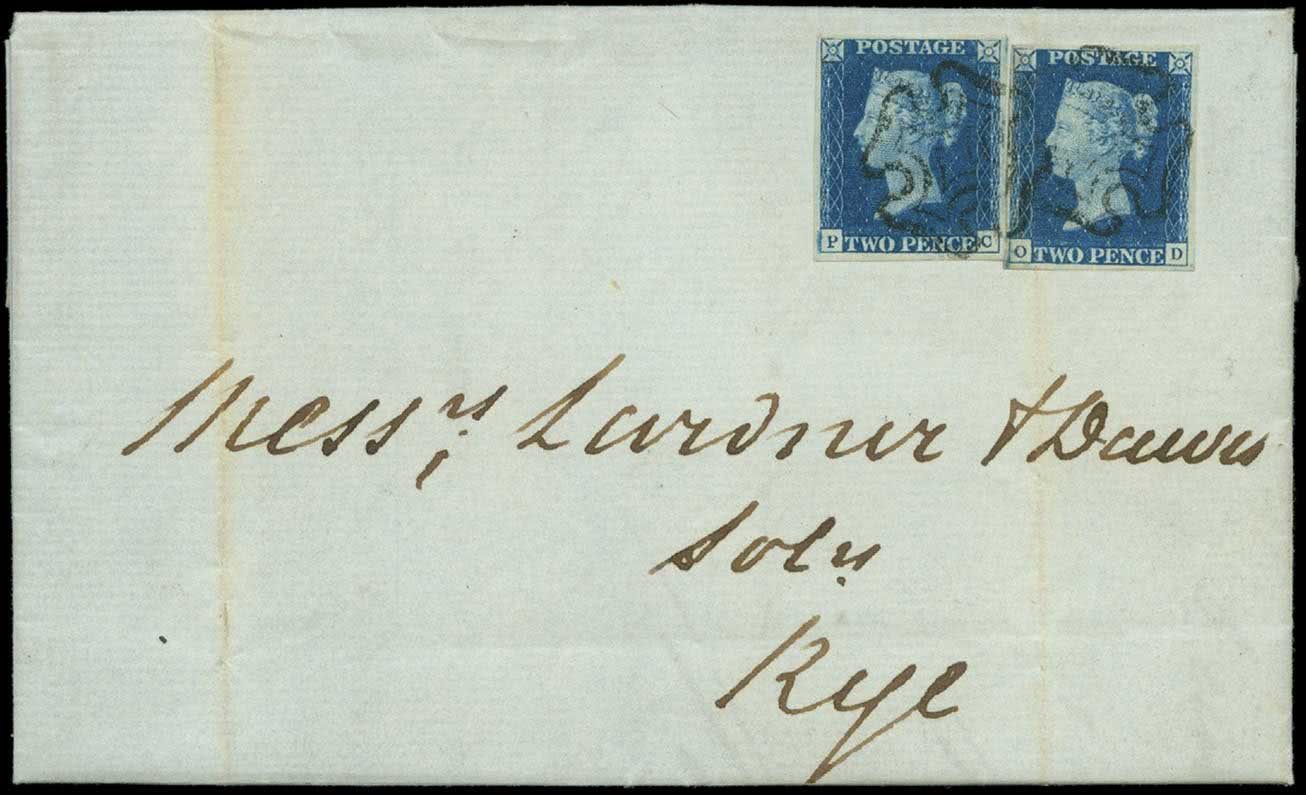 POSTAGE
P TWO PENCE C
POSTAGE
O TWO PENCE D
Messrs, Lardner & Dawes
Solrs
Rye